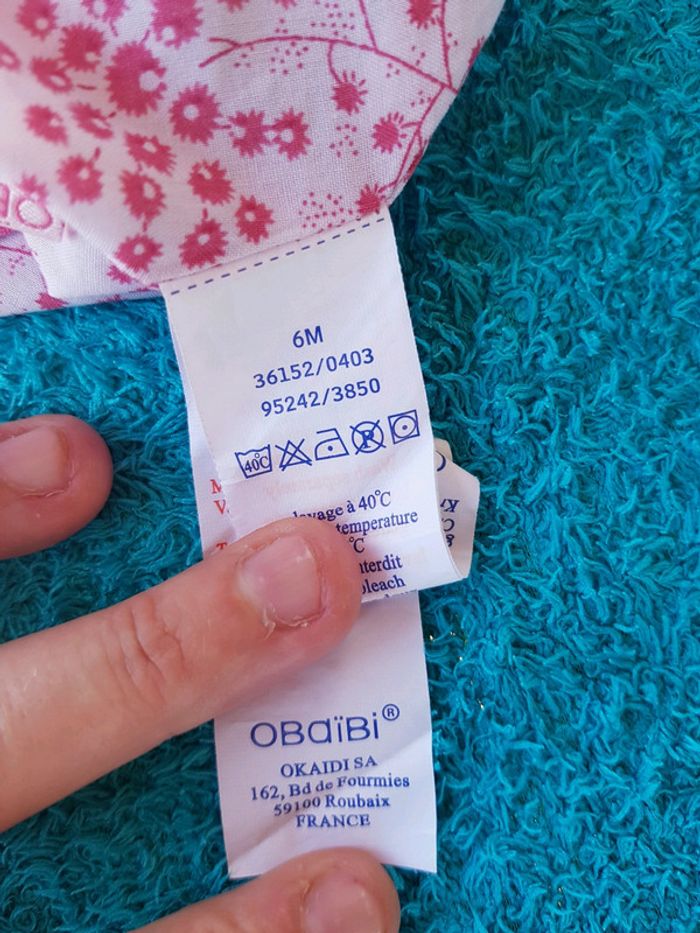 6M
36152/0403
95242/3850
40°C
lavage à 40°C
temperature
°C
bleach
OBaïBi®
OKAIDI SA
162, Bd de Fourmies
59100 Roubaix
FRANCE